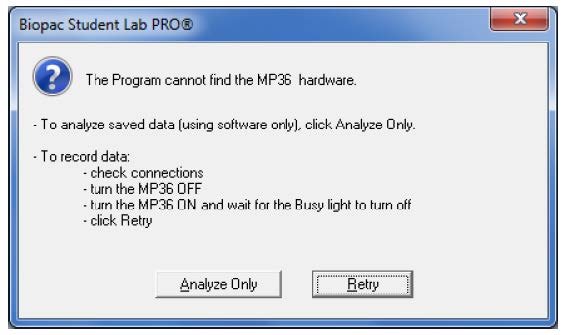 Biopac Student Lab PRO®
The Program cannot find the MP36 hardware.
- To analyze saved data (using software only), click Analyze Only.
- To record data:
- check connections
- turn the MP36 OFF
- turn the MP36 ON and wait for the Busy light to turn off
- click Retry
Analyze Only
Retry